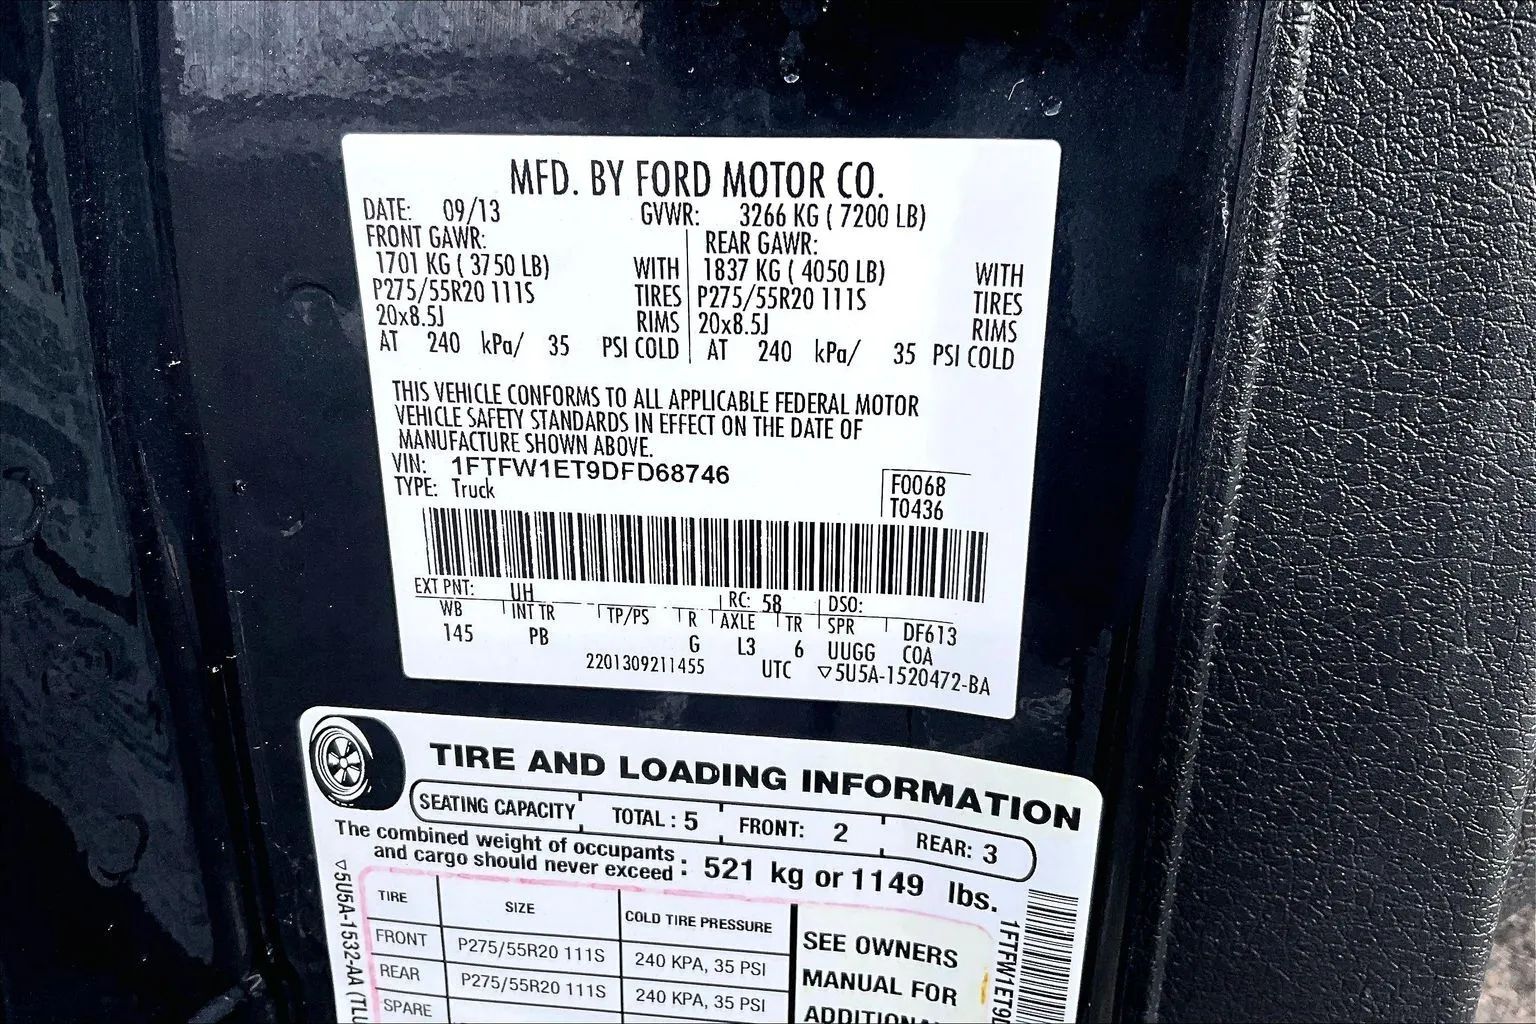 MFD. BY FORD MOTOR CO.
DATE: 09/13 GVWR: 3266 KG ( 7200 LB)
FRONT GAWR: REAR GAWR:
1701 KG ( 3750 LB) WITH 1837 KG ( 4050 LB) WITH
P275/55R20 111S TIRES P275/55R20 111S TIRES
20x8.5J RIMS 20x8.5J RIMS
AT 240 kPa/ 35 PSI COLD AT 240 kPa/ 35 PSI COLD
THIS VEHICLE CONFORMS TO ALL APPLICABLE FEDERAL MOTOR
VEHICLE SAFETY STANDARDS IN EFFECT ON THE DATE OF
MANUFACTURE SHOWN ABOVE.
VIN: 1FTFW1ET9DFD68746
TYPE: Truck
F0068
T0436
EXT PNT: UH RC: 58 DSO:
WB INT TR TP/PS R AXLE TR SPR DF613
145 PB G L3 6 UUGG COA
2201309211455 UTC ▽5U5A-1520472-BA
TIRE AND LOADING INFORMATION
SEATING CAPACITY TOTAL : 5 FRONT: 2 REAR: 3
The combined weight of occupants
and cargo should never exceed : 521 kg or 1149 lbs.
TIRE SIZE COLD TIRE PRESSURE
FRONT P275/55R20 111S 240 KPA, 35 PSI
REAR P275/55R20 111S 240 KPA, 35 PSI
SPARE
SEE OWNERS
MANUAL FOR
▽5U5A-1532-AA (TLU
1FTFW1ET9D